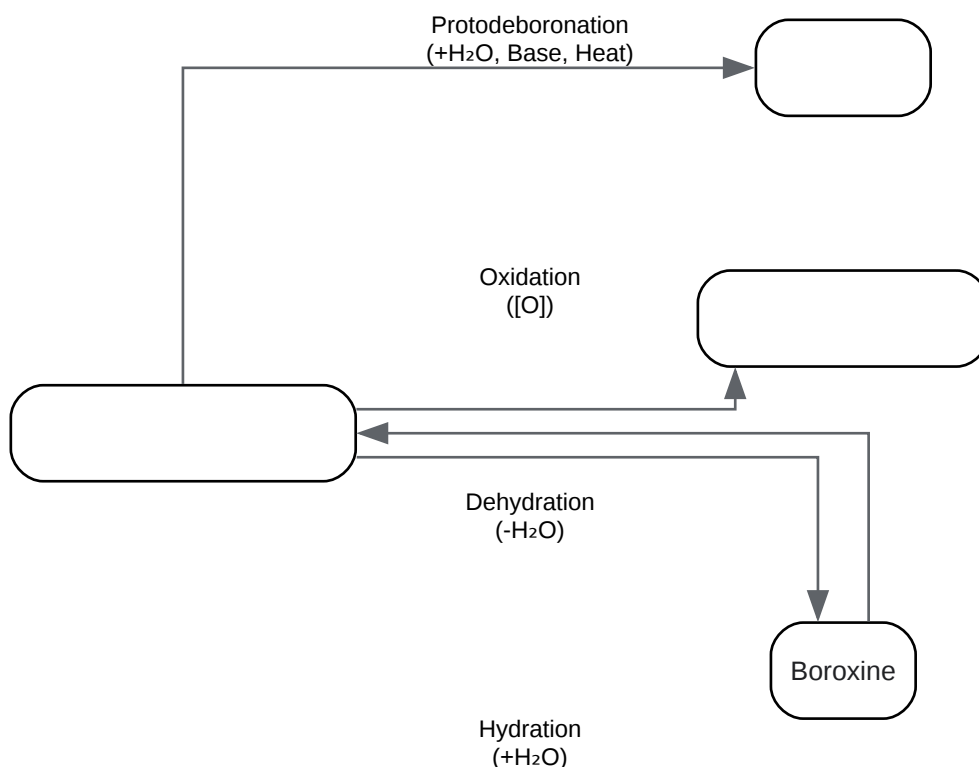 Protodeboronation
(+H₂O, Base, Heat)
Oxidation
([O])
Dehydration
(-H₂O)
Boroxine
Hydration
(+H₂O)